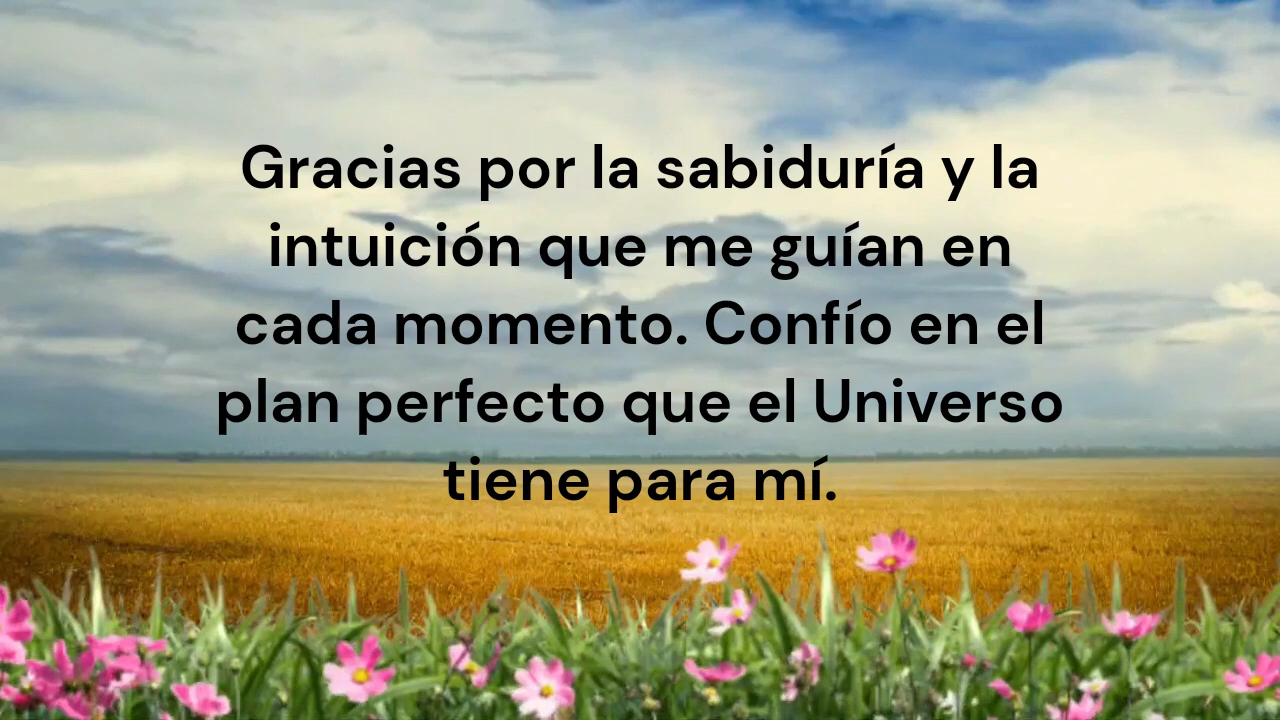 Gracias por la sabiduría y la
intuición que me guían en
cada momento. Confío en el
plan perfecto que el Universo
tiene para mí.